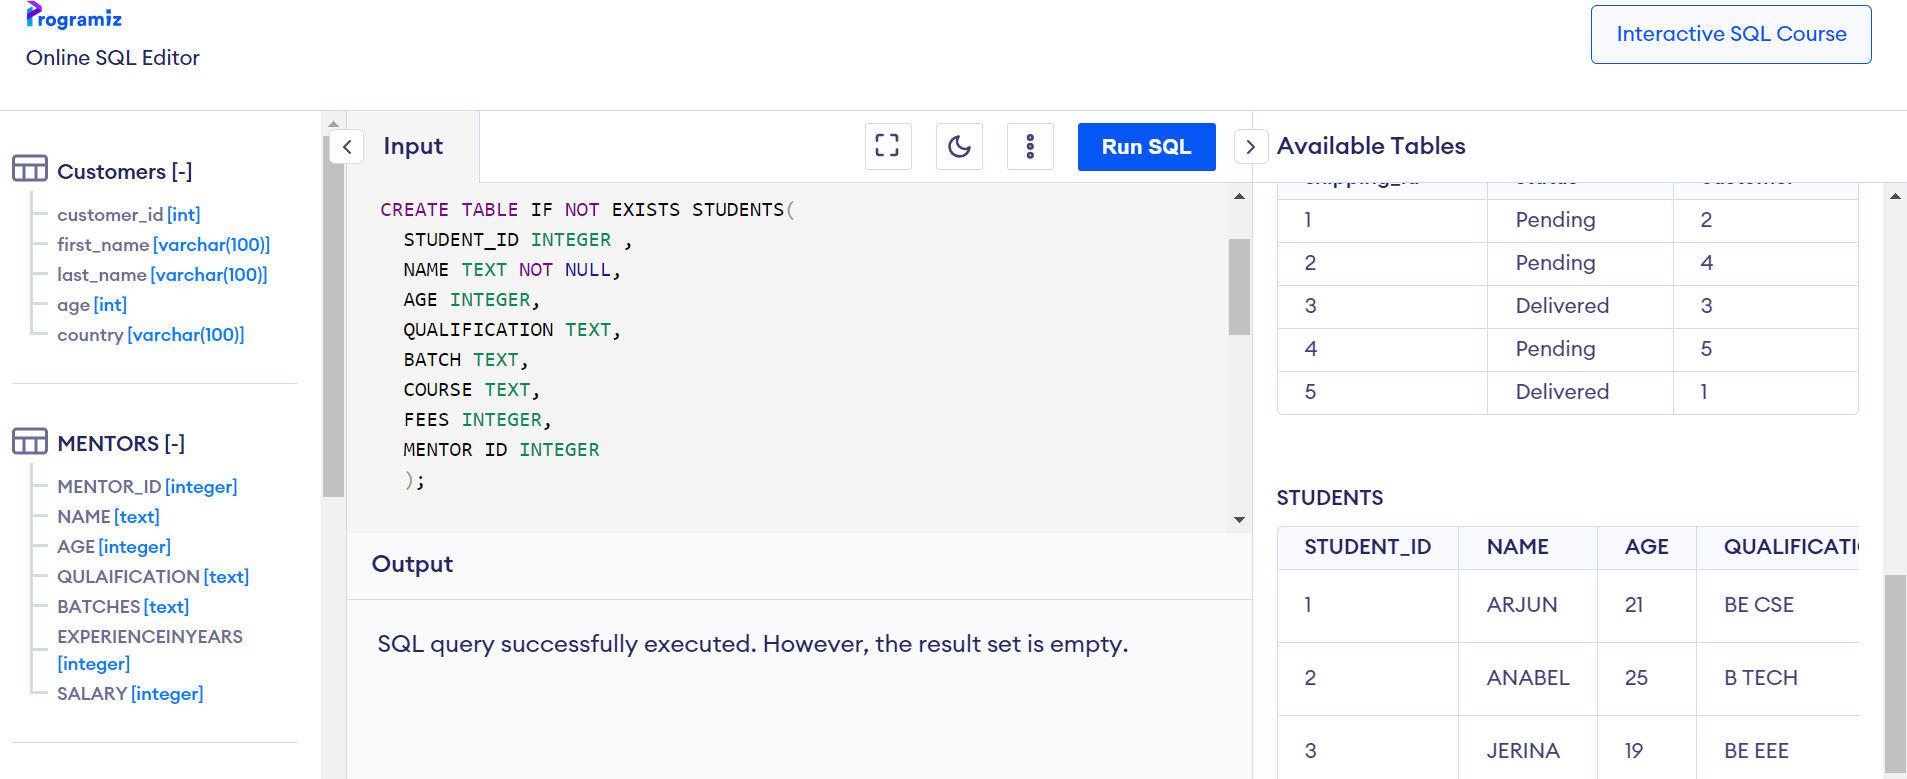 Programiz
Online SQL Editor
Interactive SQL Course
Customers [-]
customer_id [int]
first_name [varchar(100)]
last_name [varchar(100)]
age [int]
country [varchar(100)]
MENTORS [-]
MENTOR_ID [integer]
NAME [text]
AGE [integer]
QULAIFICATION [text]
BATCHES [text]
EXPERIENCEINYEARS
[integer]
SALARY [integer]
Input
Run SQL
CREATE TABLE IF NOT EXISTS STUDENTS(
STUDENT_ID INTEGER ,
NAME TEXT NOT NULL,
AGE INTEGER,
QUALIFICATION TEXT,
BATCH TEXT,
COURSE TEXT,
FEES INTEGER,
MENTOR ID INTEGER
);
Output
SQL query successfully executed. However, the result set is empty.
Available Tables
shipping_id status customer
1 Pending 2
2 Pending 4
3 Delivered 3
4 Pending 5
5 Delivered 1
STUDENTS
STUDENT_ID NAME AGE QUALIFICATI
1 ARJUN 21 BE CSE
2 ANABEL 25 B TECH
3 JERINA 19 BE EEE